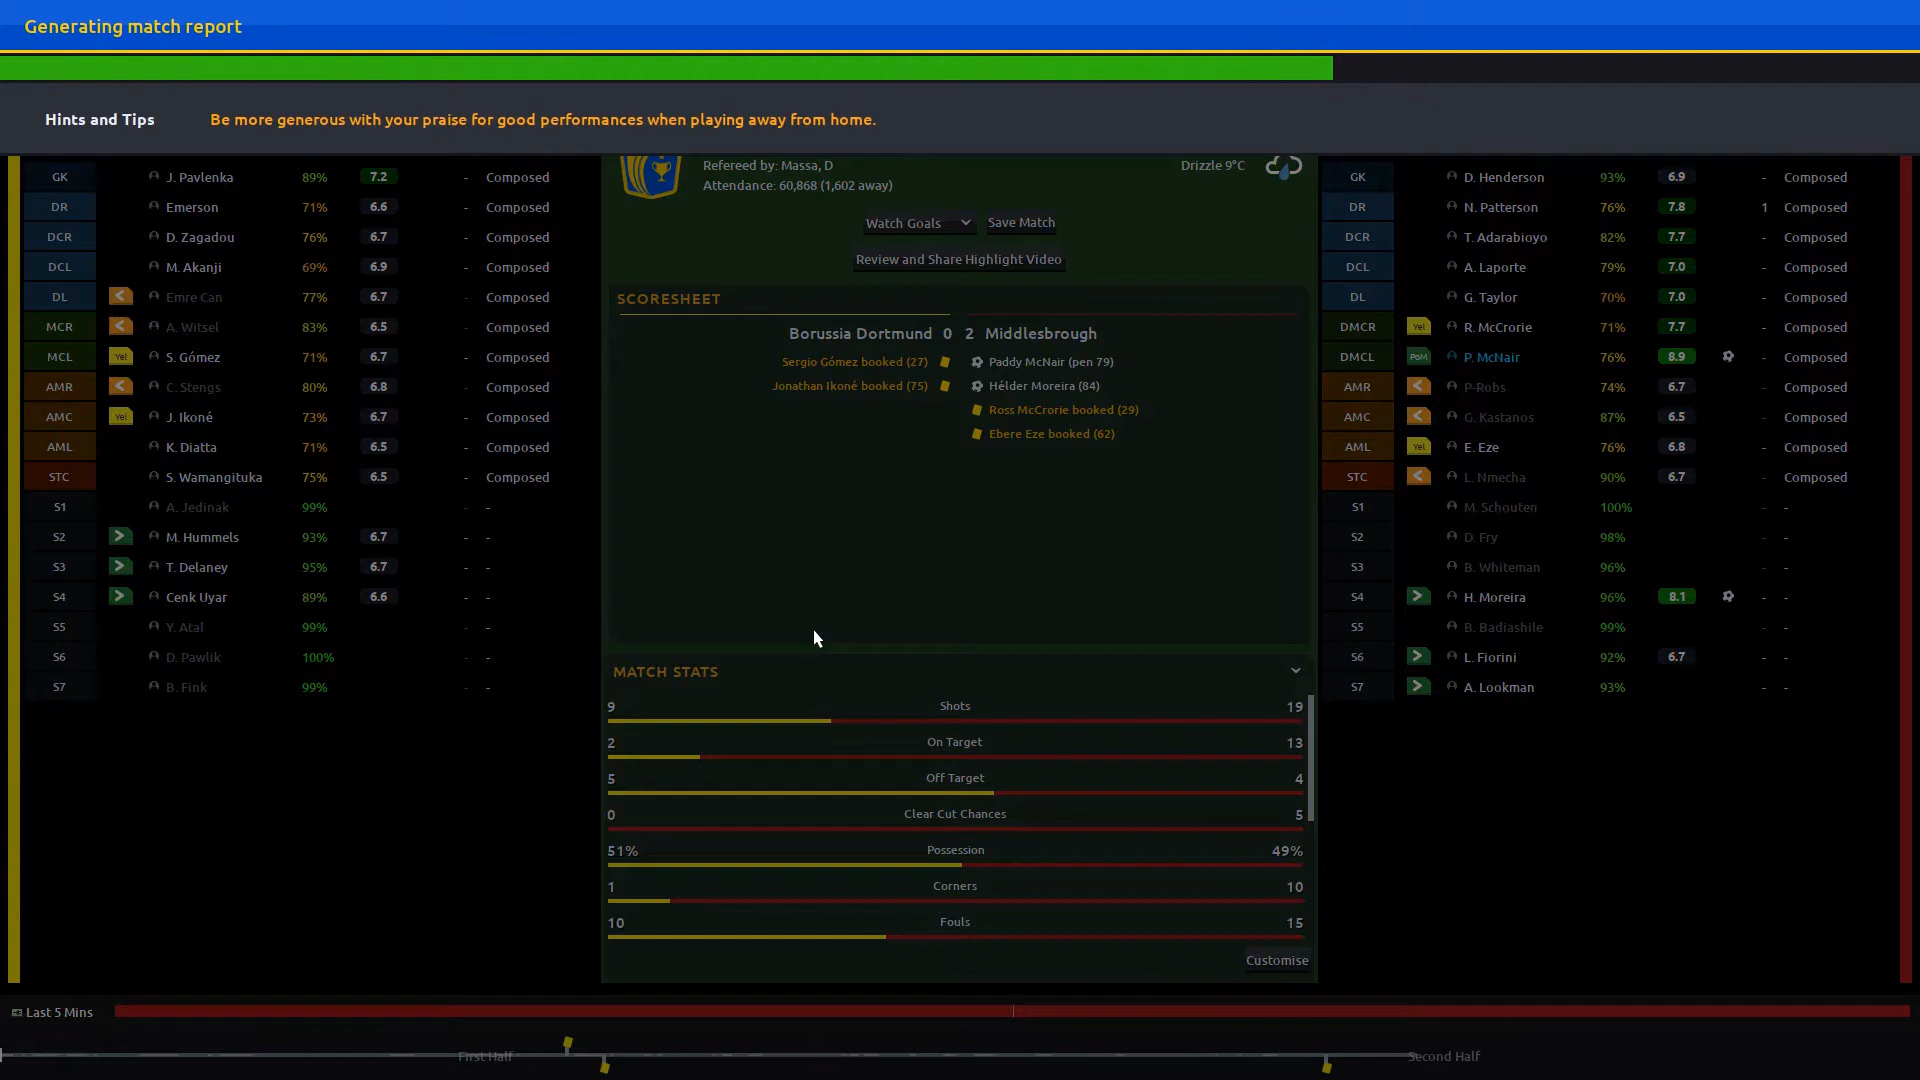 Generating match report
Hints and Tips Be more generous with your praise for good performances when playing away from home.
GK J. Pavlenka 89% 7.2 - Composed
DR Emerson 71% 6.6 - Composed
DCR D. Zagadou 76% 6.7 - Composed
DCL M. Akanji 69% 6.9 - Composed
DL Emre Can 77% 6.7 - Composed
MCR A. Witsel 83% 6.5 - Composed
MCL Yel S. Gómez 71% 6.7 - Composed
AMR C. Stengs 80% 6.8 - Composed
AMC Yel J. Ikoné 73% 6.7 - Composed
AML K. Diatta 71% 6.5 - Composed
STC S. Wamangituka 75% 6.5 - Composed
S1 A. Jedinak 99% - -
S2 M. Hummels 93% 6.7 - -
S3 T. Delaney 95% 6.7 - -
S4 Cenk Uyar 89% 6.6 - -
S5 Y. Atal 99% - -
S6 D. Pawlik 100% - -
S7 B. Fink 99% - -
Refereed by: Massa, D Drizzle 9°C
Attendance: 60,868 (1,602 away)
Watch Goals Save Match
Review and Share Highlight Video
SCORESHEET
Borussia Dortmund 0 2 Middlesbrough
Sergio Gómez booked (27) Paddy McNair (pen 79)
Jonathan Ikoné booked (75) Hélder Moreira (84)
Ross McCrorie booked (29)
Ebere Eze booked (62)
MATCH STATS
9 Shots 19
2 On Target 13
5 Off Target 4
0 Clear Cut Chances 5
51% Possession 49%
1 Corners 10
10 Fouls 15
Customise
GK D. Henderson 93% 6.9 - Composed
DR N. Patterson 76% 7.8 1 Composed
DCR T. Adarabioyo 82% 7.7 - Composed
DCL A. Laporte 79% 7.0 - Composed
DL G. Taylor 70% 7.0 - Composed
DMCR Yel R. McCrorie 71% 7.7 - Composed
DMCL PoM P. McNair 76% 8.9 - Composed
AMR P-Robs 74% 6.7 - Composed
AMC G. Kastanos 87% 6.5 - Composed
AML Yel E. Eze 76% 6.8 - Composed
STC L. Nmecha 90% 6.7 - Composed
S1 M. Schouten 100% - -
S2 D. Fry 98% - -
S3 B. Whiteman 96% - -
S4 H. Moreira 96% 8.1 - -
S5 B. Badiashile 99% - -
S6 L. Fiorini 92% 6.7 - -
S7 A. Lookman 93% - -
Last 5 Mins
First Half Second Half